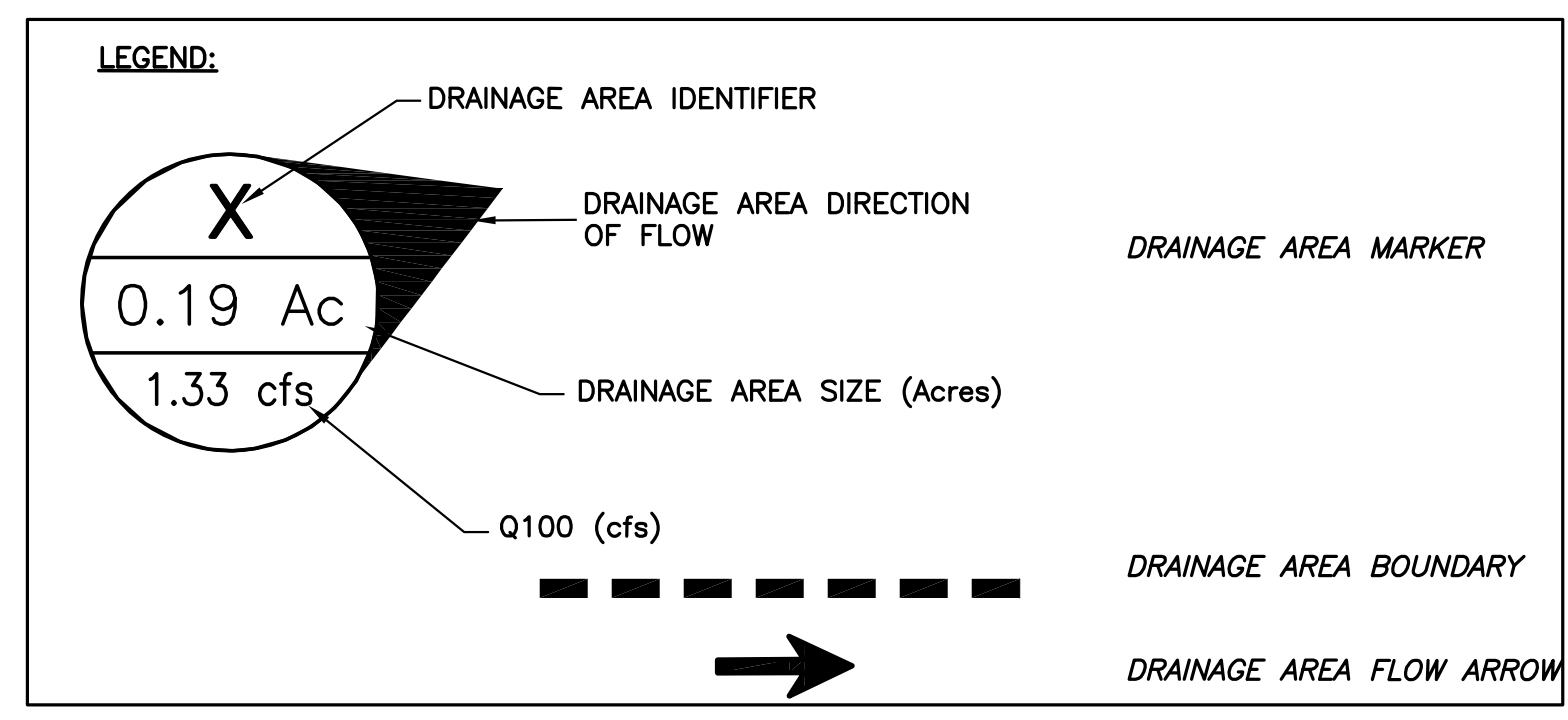 LEGEND:
DRAINAGE AREA IDENTIFIER
X
DRAINAGE AREA DIRECTION
OF FLOW
DRAINAGE AREA MARKER
0.19 Ac
1.33 cfs
DRAINAGE AREA SIZE (Acres)
Q100 (cfs)
DRAINAGE AREA BOUNDARY
DRAINAGE AREA FLOW ARROW